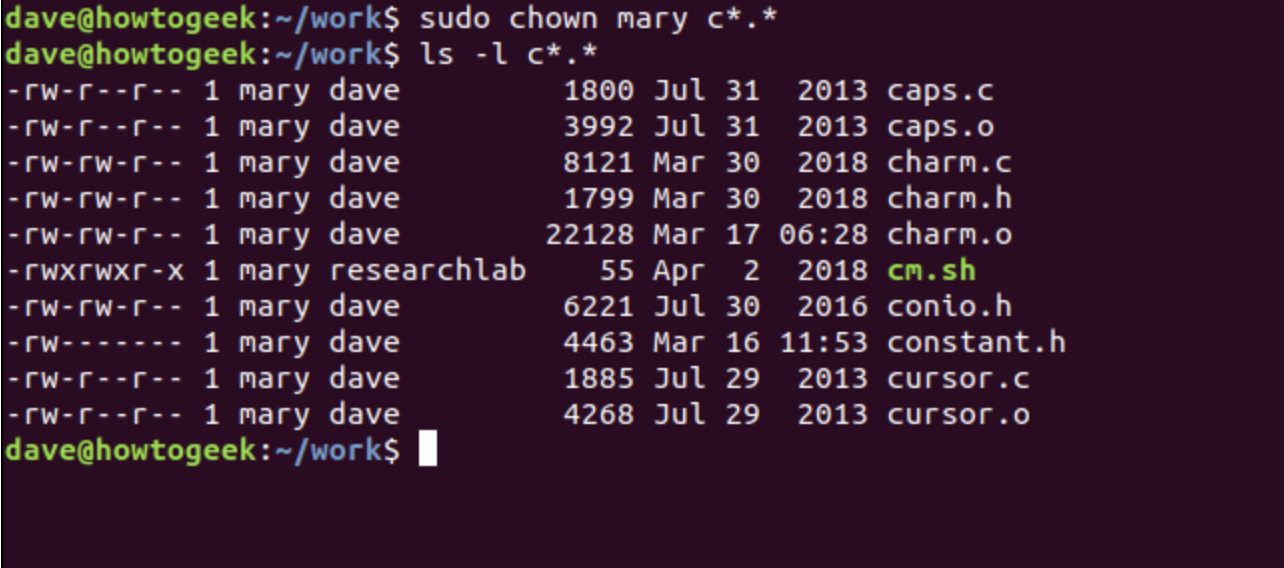 dave@howtogeek:~/work$ sudo chown mary c*.*
dave@howtogeek:~/work$ ls -l c*.*
-rw-r--r-- 1 mary dave         1800 Jul 31  2013 caps.c
-rw-r--r-- 1 mary dave         3992 Jul 31  2013 caps.o
-rw-rw-r-- 1 mary dave         8121 Mar 30  2018 charm.c
-rw-rw-r-- 1 mary dave         1799 Mar 30  2018 charm.h
-rw-rw-r-- 1 mary dave        22128 Mar 17 06:28 charm.o
-rwxrwxr-x 1 mary researchlab    55 Apr  2  2018 cm.sh
-rw-rw-r-- 1 mary dave         6221 Jul 30  2016 conio.h
-rw------- 1 mary dave         4463 Mar 16 11:53 constant.h
-rw-r--r-- 1 mary dave         1885 Jul 29  2013 cursor.c
-rw-r--r-- 1 mary dave         4268 Jul 29  2013 cursor.o
dave@howtogeek:~/work$